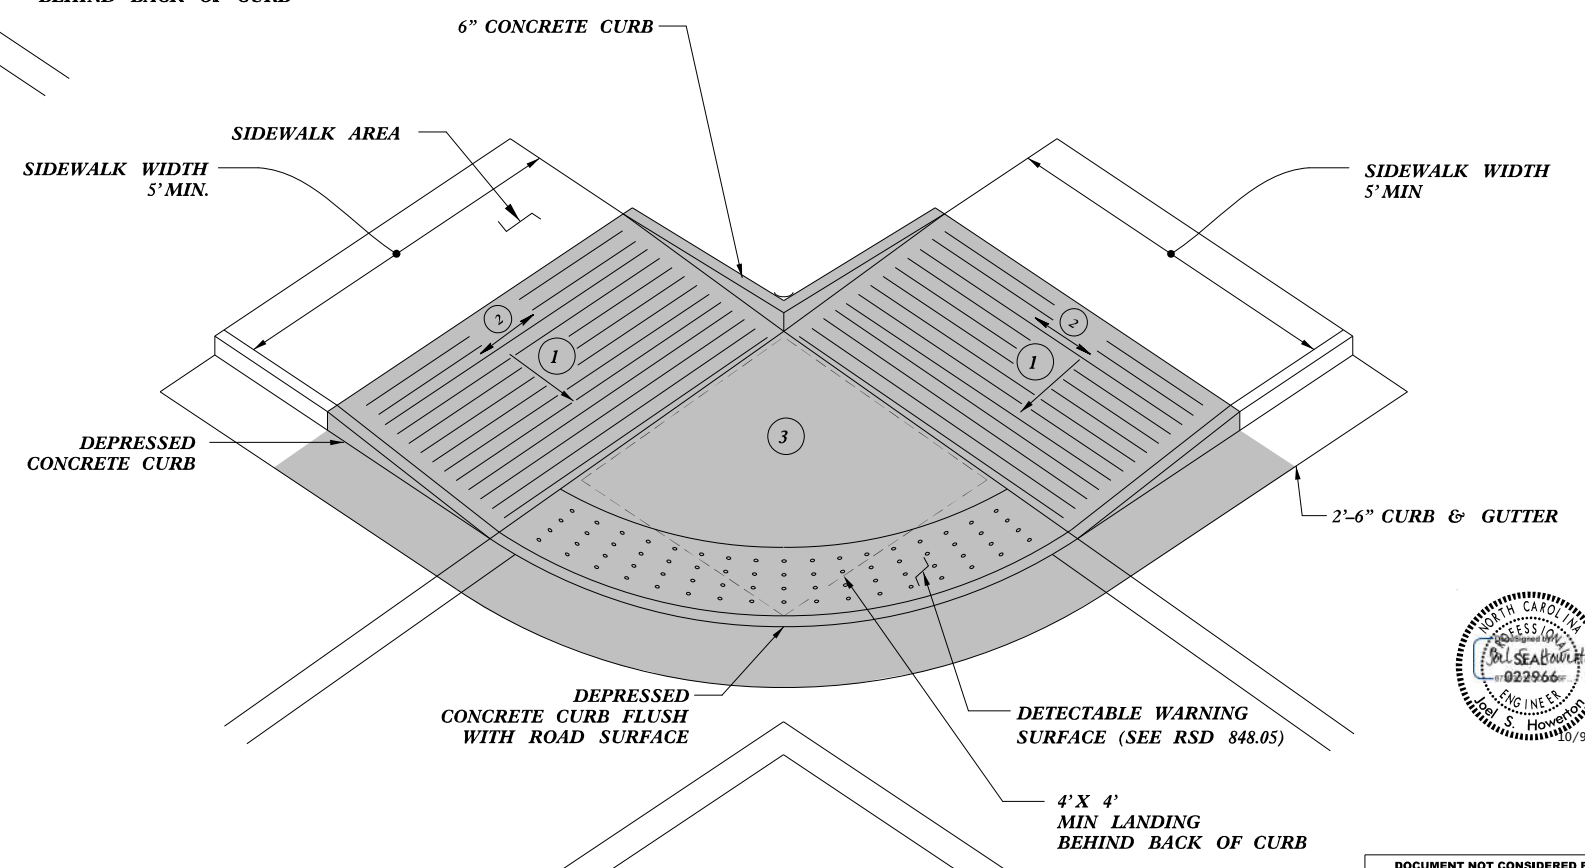 BEHIND BACK OF CURB
6” CONCRETE CURB
SIDEWALK AREA
SIDEWALK WIDTH
5’ MIN.
SIDEWALK WIDTH
5’ MIN
2
1
2
1
3
DEPRESSED
CONCRETE CURB
2’–6” CURB & GUTTER
DEPRESSED
CONCRETE CURB FLUSH
WITH ROAD SURFACE
DETECTABLE WARNING
SURFACE (SEE RSD 848.05)
4’ X 4’
MIN LANDING
BEHIND BACK OF CURB
NORTH CAROLINA
PROFESSIONAL
SEAL
022966
ENGINEER
Joel S. Howerton
10/9
DOCUMENT NOT CONSIDERED